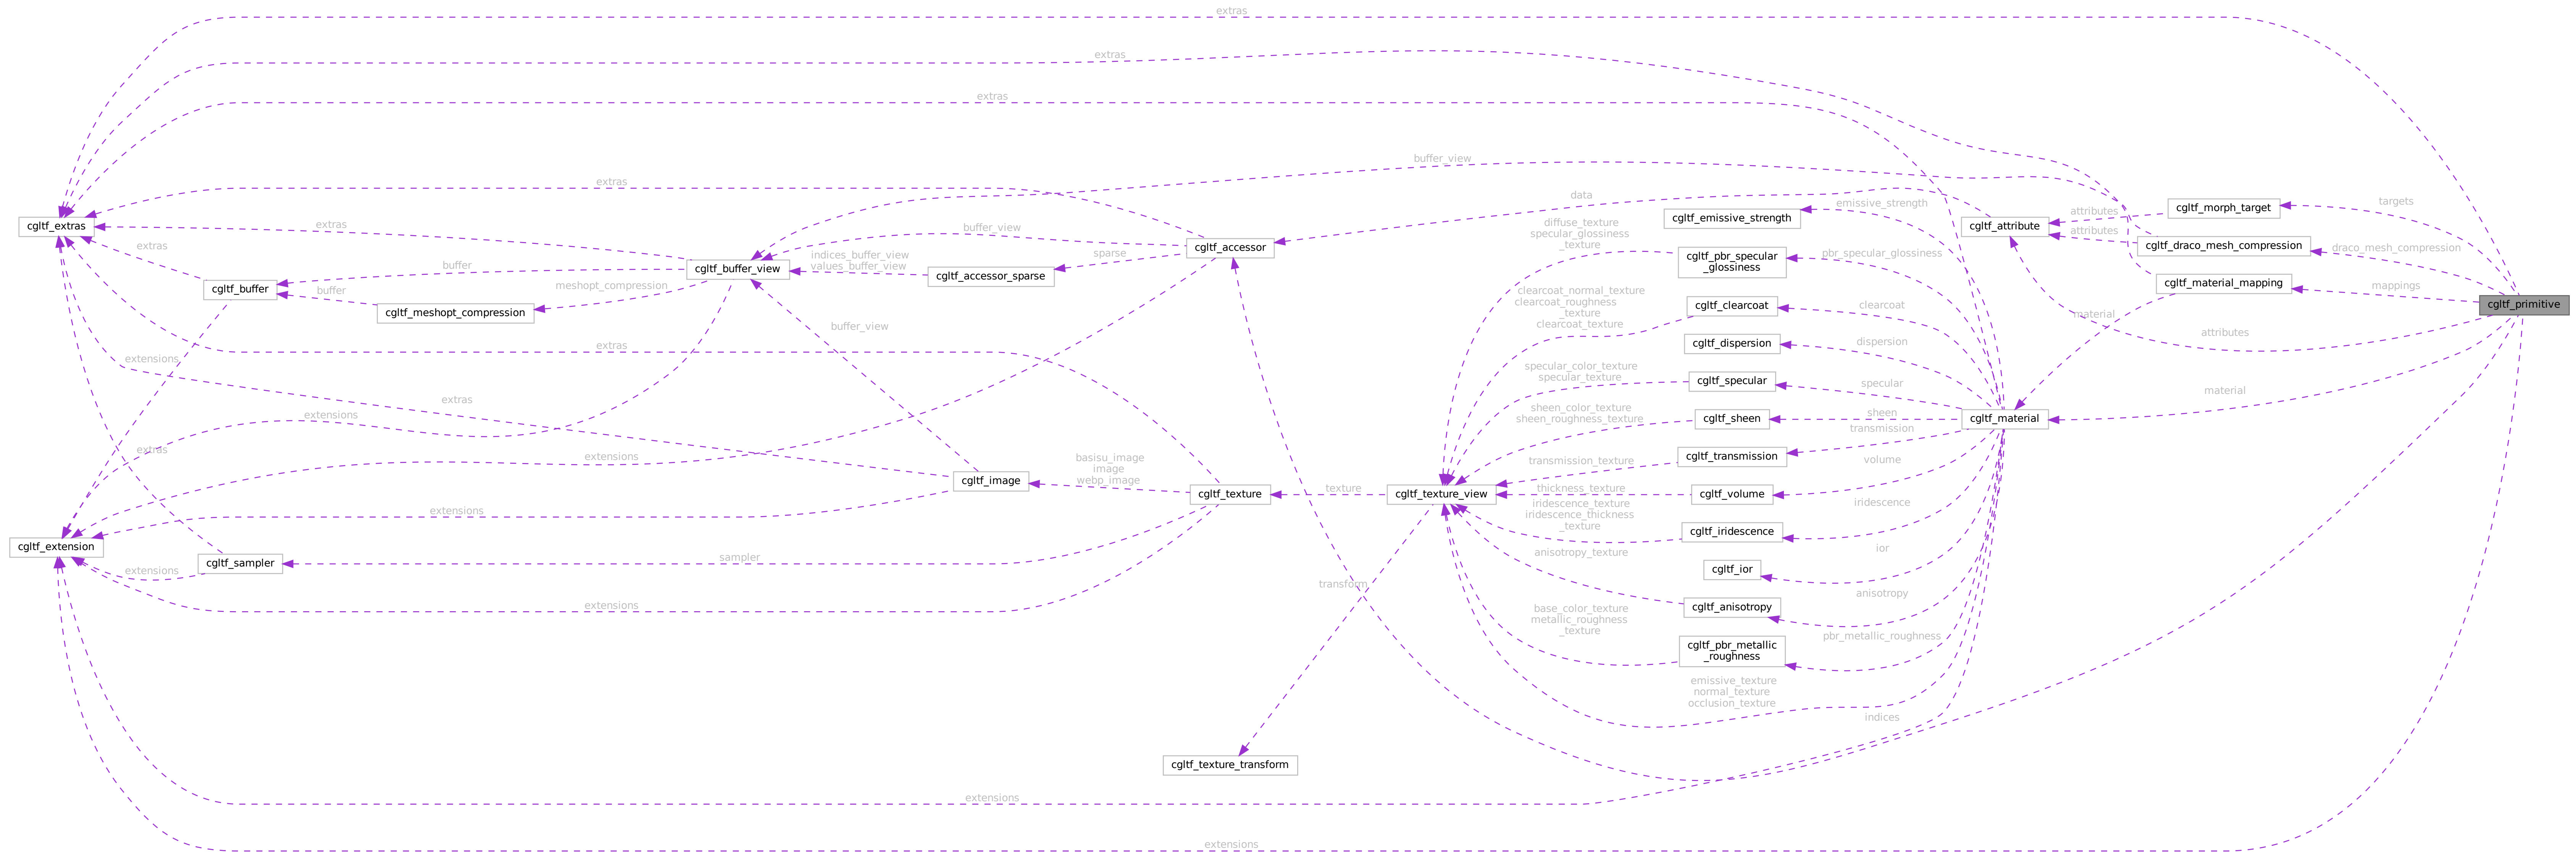 extras
extras
extras
buffer_view
extras
data
cgltf_emissive_strength
emissive_strength
cgltf_morph_target
targets
attributes
attributes
cgltf_attribute
cgltf_extras
extras
extras
buffer_view
cgltf_accessor
sparse
diffuse_texture
specular_glossiness
_texture
cgltf_pbr_specular
_glossiness
pbr_specular_glossiness
cgltf_draco_mesh_compression
draco_mesh_compression
buffer
cgltf_buffer_view
indices_buffer_view
values_buffer_view
cgltf_accessor_sparse
cgltf_buffer
buffer
meshopt_compression
cgltf_meshopt_compression
cgltf_material_mapping
mappings
cgltf_primitive
clearcoat_normal_texture
clearcoat_roughness
_texture
clearcoat_texture
cgltf_clearcoat
clearcoat
material
buffer_view
attributes
extensions
extras
cgltf_dispersion
dispersion
specular_color_texture
specular_texture
cgltf_specular
specular
material
extras
extensions
sheen_color_texture
sheen_roughness_texture
cgltf_sheen
sheen
cgltf_material
transmission
extras
extensions
basisu_image
image
webp_image
cgltf_image
transmission_texture
cgltf_transmission
volume
cgltf_texture
texture
cgltf_texture_view
thickness_texture
cgltf_volume
iridescence
extensions
iridescence_texture
iridescence_thickness
_texture
cgltf_iridescence
cgltf_extension
cgltf_sampler
extensions
sampler
anisotropy_texture
ior
cgltf_ior
transform
anisotropy
extensions
cgltf_anisotropy
base_color_texture
metallic_roughness
_texture
cgltf_pbr_metallic
_roughness
pbr_metallic_roughness
emissive_texture
normal_texture
occlusion_texture
indices
cgltf_texture_transform
extensions
extensions